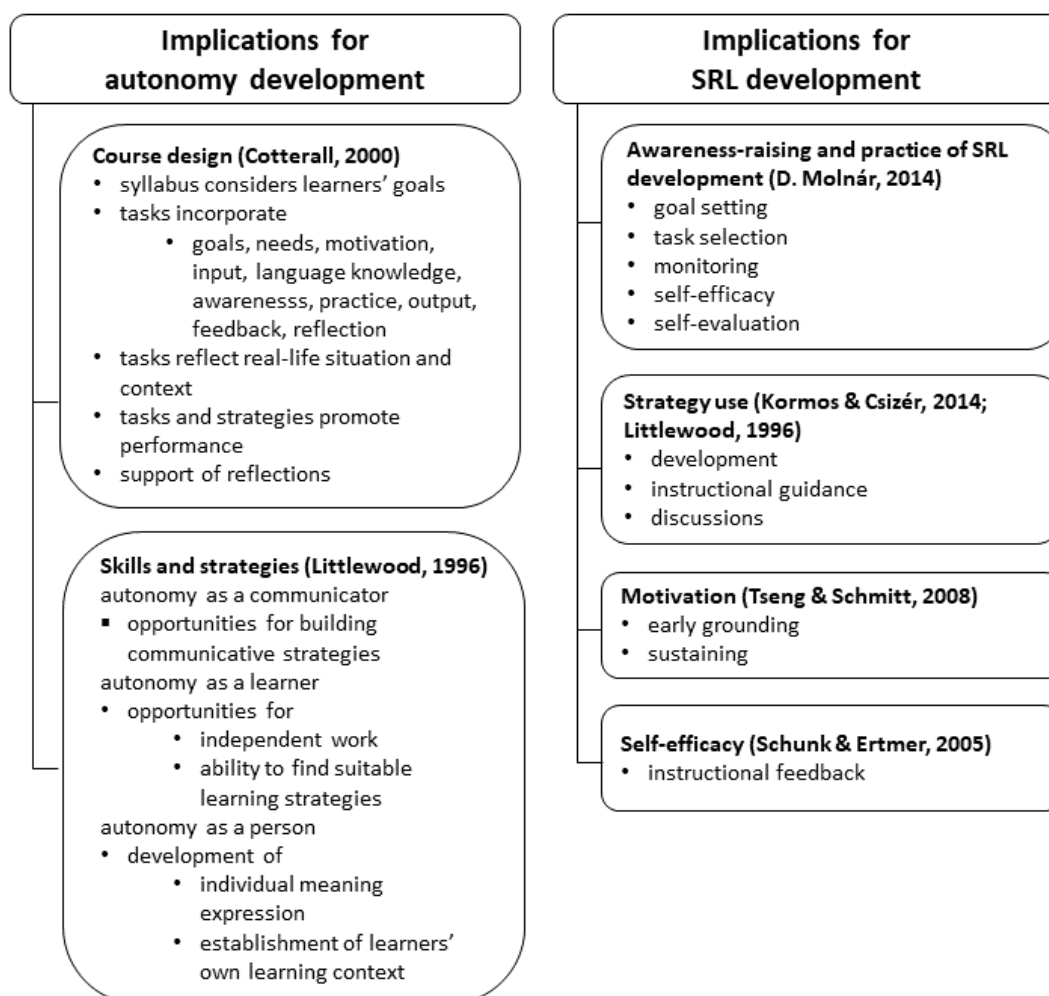 Implications for
autonomy development
Course design (Cotterall, 2000)
• syllabus considers learners' goals
• tasks incorporate
• goals, needs, motivation,
input, language knowledge,
awarenesss, practice, output,
feedback, reflection
• tasks reflect real-life situation and
context
• tasks and strategies promote
performance
• support of reflections
Skills and strategies (Littlewood, 1996)
autonomy as a communicator
▪ opportunities for building
communicative strategies
autonomy as a learner
• opportunities for
• independent work
• ability to find suitable
learning strategies
autonomy as a person
• development of
• individual meaning
expression
• establishment of learners'
own learning context
Implications for
SRL development
Awareness-raising and practice of SRL
development (D. Molnár, 2014)
• goal setting
• task selection
• monitoring
• self-efficacy
• self-evaluation
Strategy use (Kormos & Csizér, 2014;
Littlewood, 1996)
• development
• instructional guidance
• discussions
Motivation (Tseng & Schmitt, 2008)
• early grounding
• sustaining
Self-efficacy (Schunk & Ertmer, 2005)
• instructional feedback